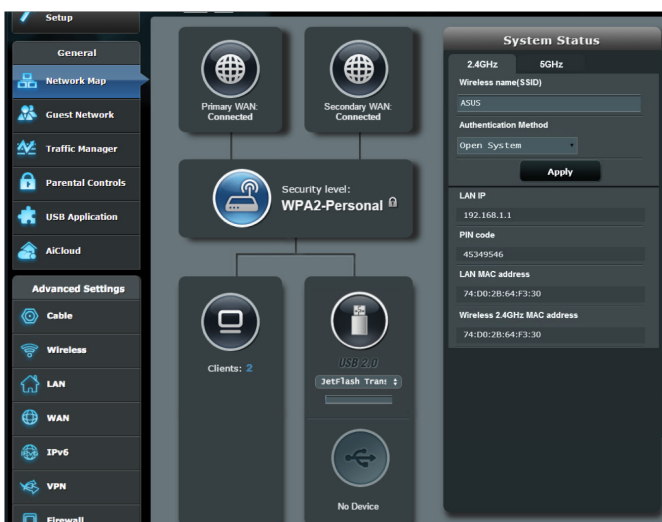 Setup
General
Network Map
Guest Network
Traffic Manager
Parental Controls
USB Application
AiCloud
Advanced Settings
Cable
Wireless
LAN
WAN
IPv6
VPN
Firewall
Primary WAN:
Connected
Secondary WAN:
Connected
Security level:
WPA2-Personal
Clients: 2
USB 2.0
JetFlash Trans
No Device
System Status
2.4GHz 5GHz
Wireless name(SSID)
ASUS
Authentication Method
Open System
Apply
LAN IP
192.168.1.1
PIN code
45349546
LAN MAC address
74:D0:2B:64:F3:30
Wireless 2.4GHz MAC address
74:D0:2B:64:F3:30